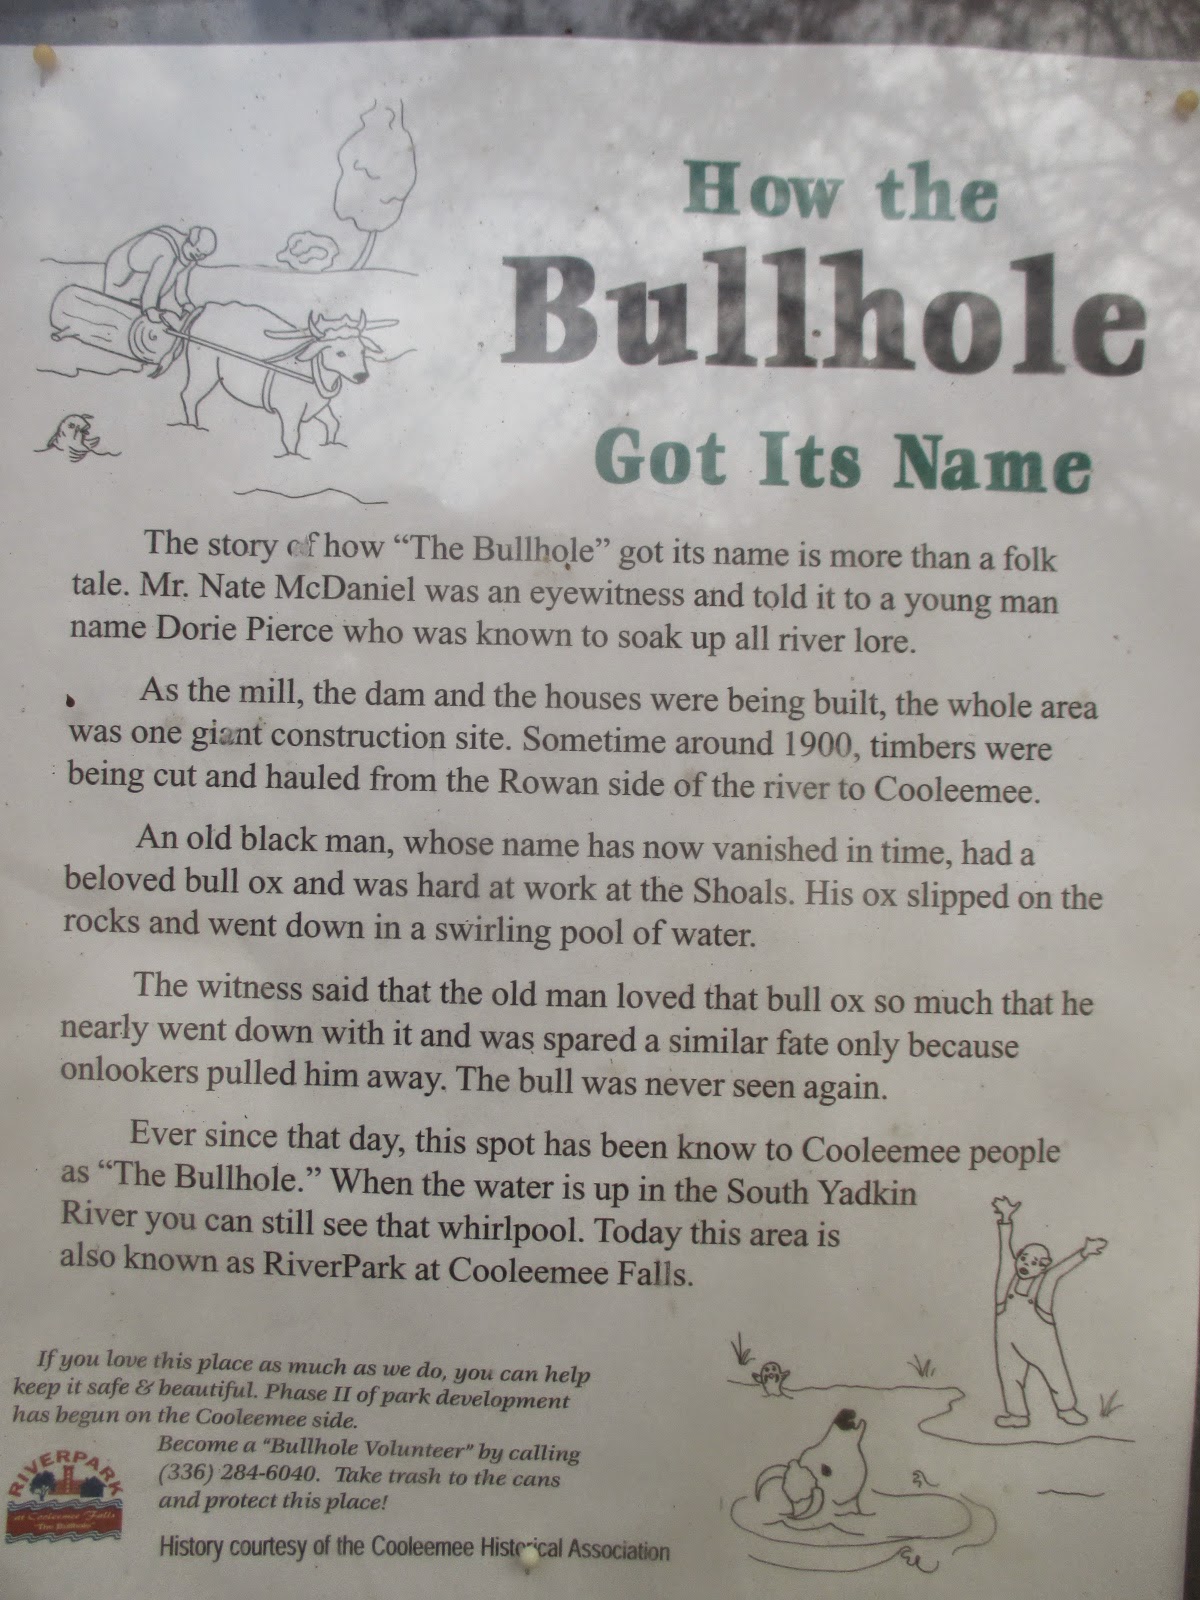 How the
Bullhole
Got Its Name
The story of how “The Bullhole” got its name is more than a folk
tale. Mr. Nate McDaniel was an eyewitness and told it to a young man
name Dorie Pierce who was known to soak up all river lore.
As the mill, the dam and the houses were being built, the whole area
was one giant construction site. Sometime around 1900, timbers were
being cut and hauled from the Rowan side of the river to Cooleemee.
An old black man, whose name has now vanished in time, had a
beloved bull ox and was hard at work at the Shoals. His ox slipped on the
rocks and went down in a swirling pool of water.
The witness said that the old man loved that bull ox so much that he
nearly went down with it and was spared a similar fate only because
onlookers pulled him away. The bull was never seen again.
Ever since that day, this spot has been know to Cooleemee people
as “The Bullhole.” When the water is up in the South Yadkin
River you can still see that whirlpool. Today this area is
also known as RiverPark at Cooleemee Falls.
If you love this place as much as we do, you can help
keep it safe & beautiful. Phase II of park development
has begun on the Cooleemee side.
Become a “Bullhole Volunteer” by calling
(336) 284-6040. Take trash to the cans
and protect this place!
RIVERPARK
at Cooleemee Falls
"The Bullhole"
History courtesy of the Cooleemee Historical Association